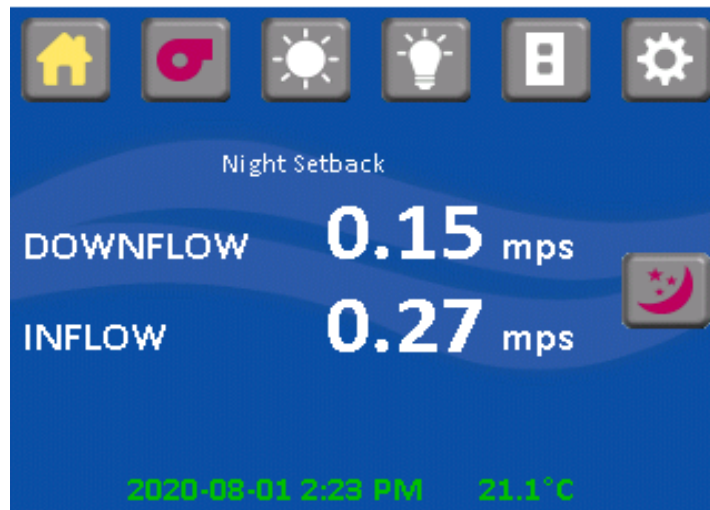 Night Setback
DOWNFLOW 0.15 mps
INFLOW 0.27 mps
2020-08-01 2:23 PM 21.1°C